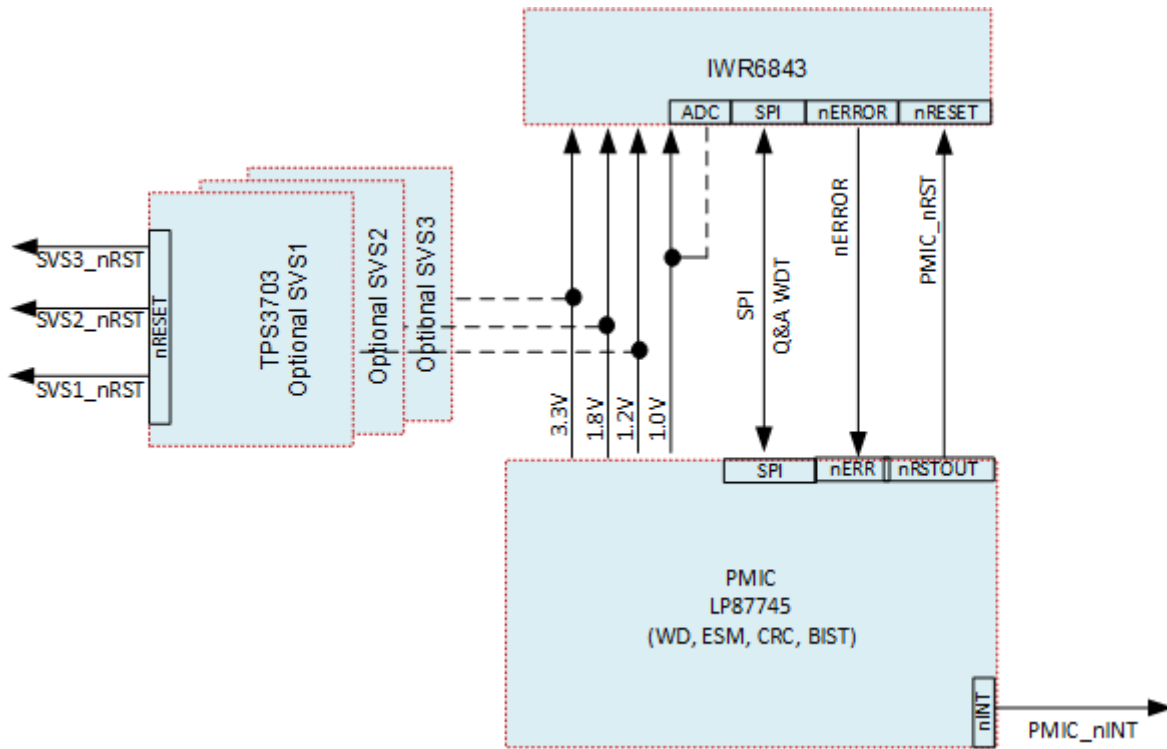 IWR6843
ADC
SPI
nERROR
nRESET
SVS3_nRST
SVS2_nRST
SVS1_nRST
nRESET
TPS3703
Optional SVS1
Optional SVS2
Optional SVS3
3.3V
1.8V
1.2V
1.0V
SPI
Q&A WDT
nERROR
PMIC_nRST
SPI
nERR
nRSTOUT
PMIC
LP87745
(WD, ESM, CRC, BIST)
nINT
PMIC_nINT